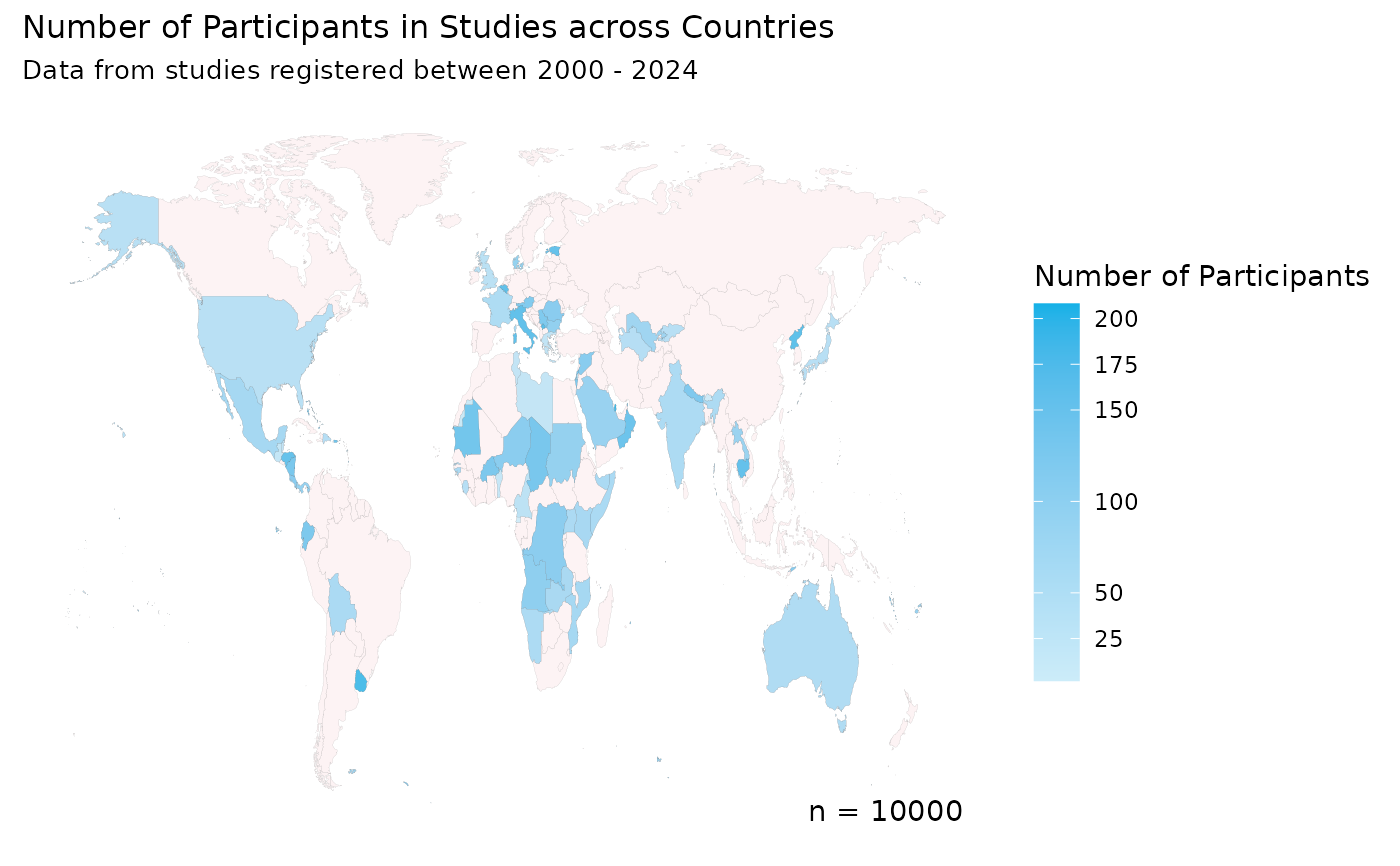 Number of Participants in Studies across Countries
Data from studies registered between 2000 - 2024
Number of Participants
200
175
150
100
50
25
n = 10000